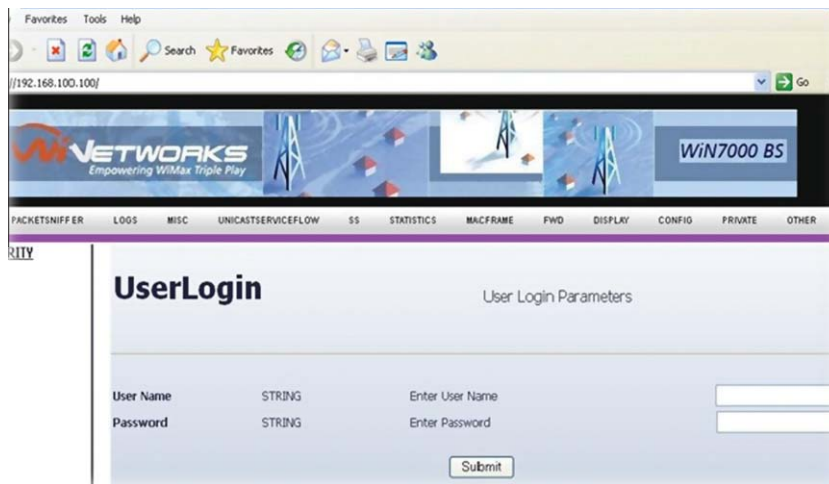 Favorites Tools Help
Search Favorites
//192.168.100.100/ Go
WiNetworks
Empowering WiMax Triple Play
WiN7000 BS
PACKETSNIFFER LOGS MISC UNICASTSERVICEFLOW SS STATISTICS MACFRAME FWD DISPLAY CONFIG PRIVATE OTHER
RITY
UserLogin User Login Parameters
User Name STRING Enter User Name
Password STRING Enter Password
Submit